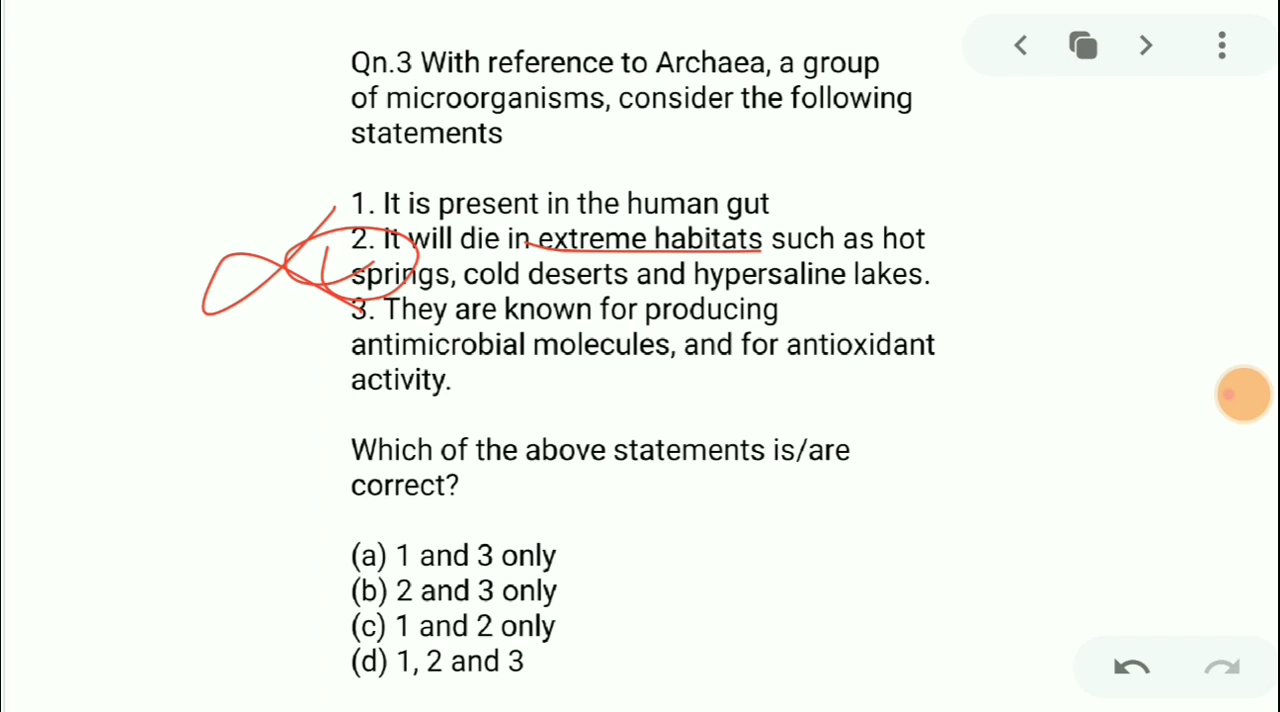 Qn.3 With reference to Archaea, a group
of microorganisms, consider the following
statements
1. It is present in the human gut
2. It will die in extreme habitats such as hot
springs, cold deserts and hypersaline lakes.
3. They are known for producing
antimicrobial molecules, and for antioxidant
activity.
Which of the above statements is/are
correct?
(a) 1 and 3 only
(b) 2 and 3 only
(c) 1 and 2 only
(d) 1, 2 and 3